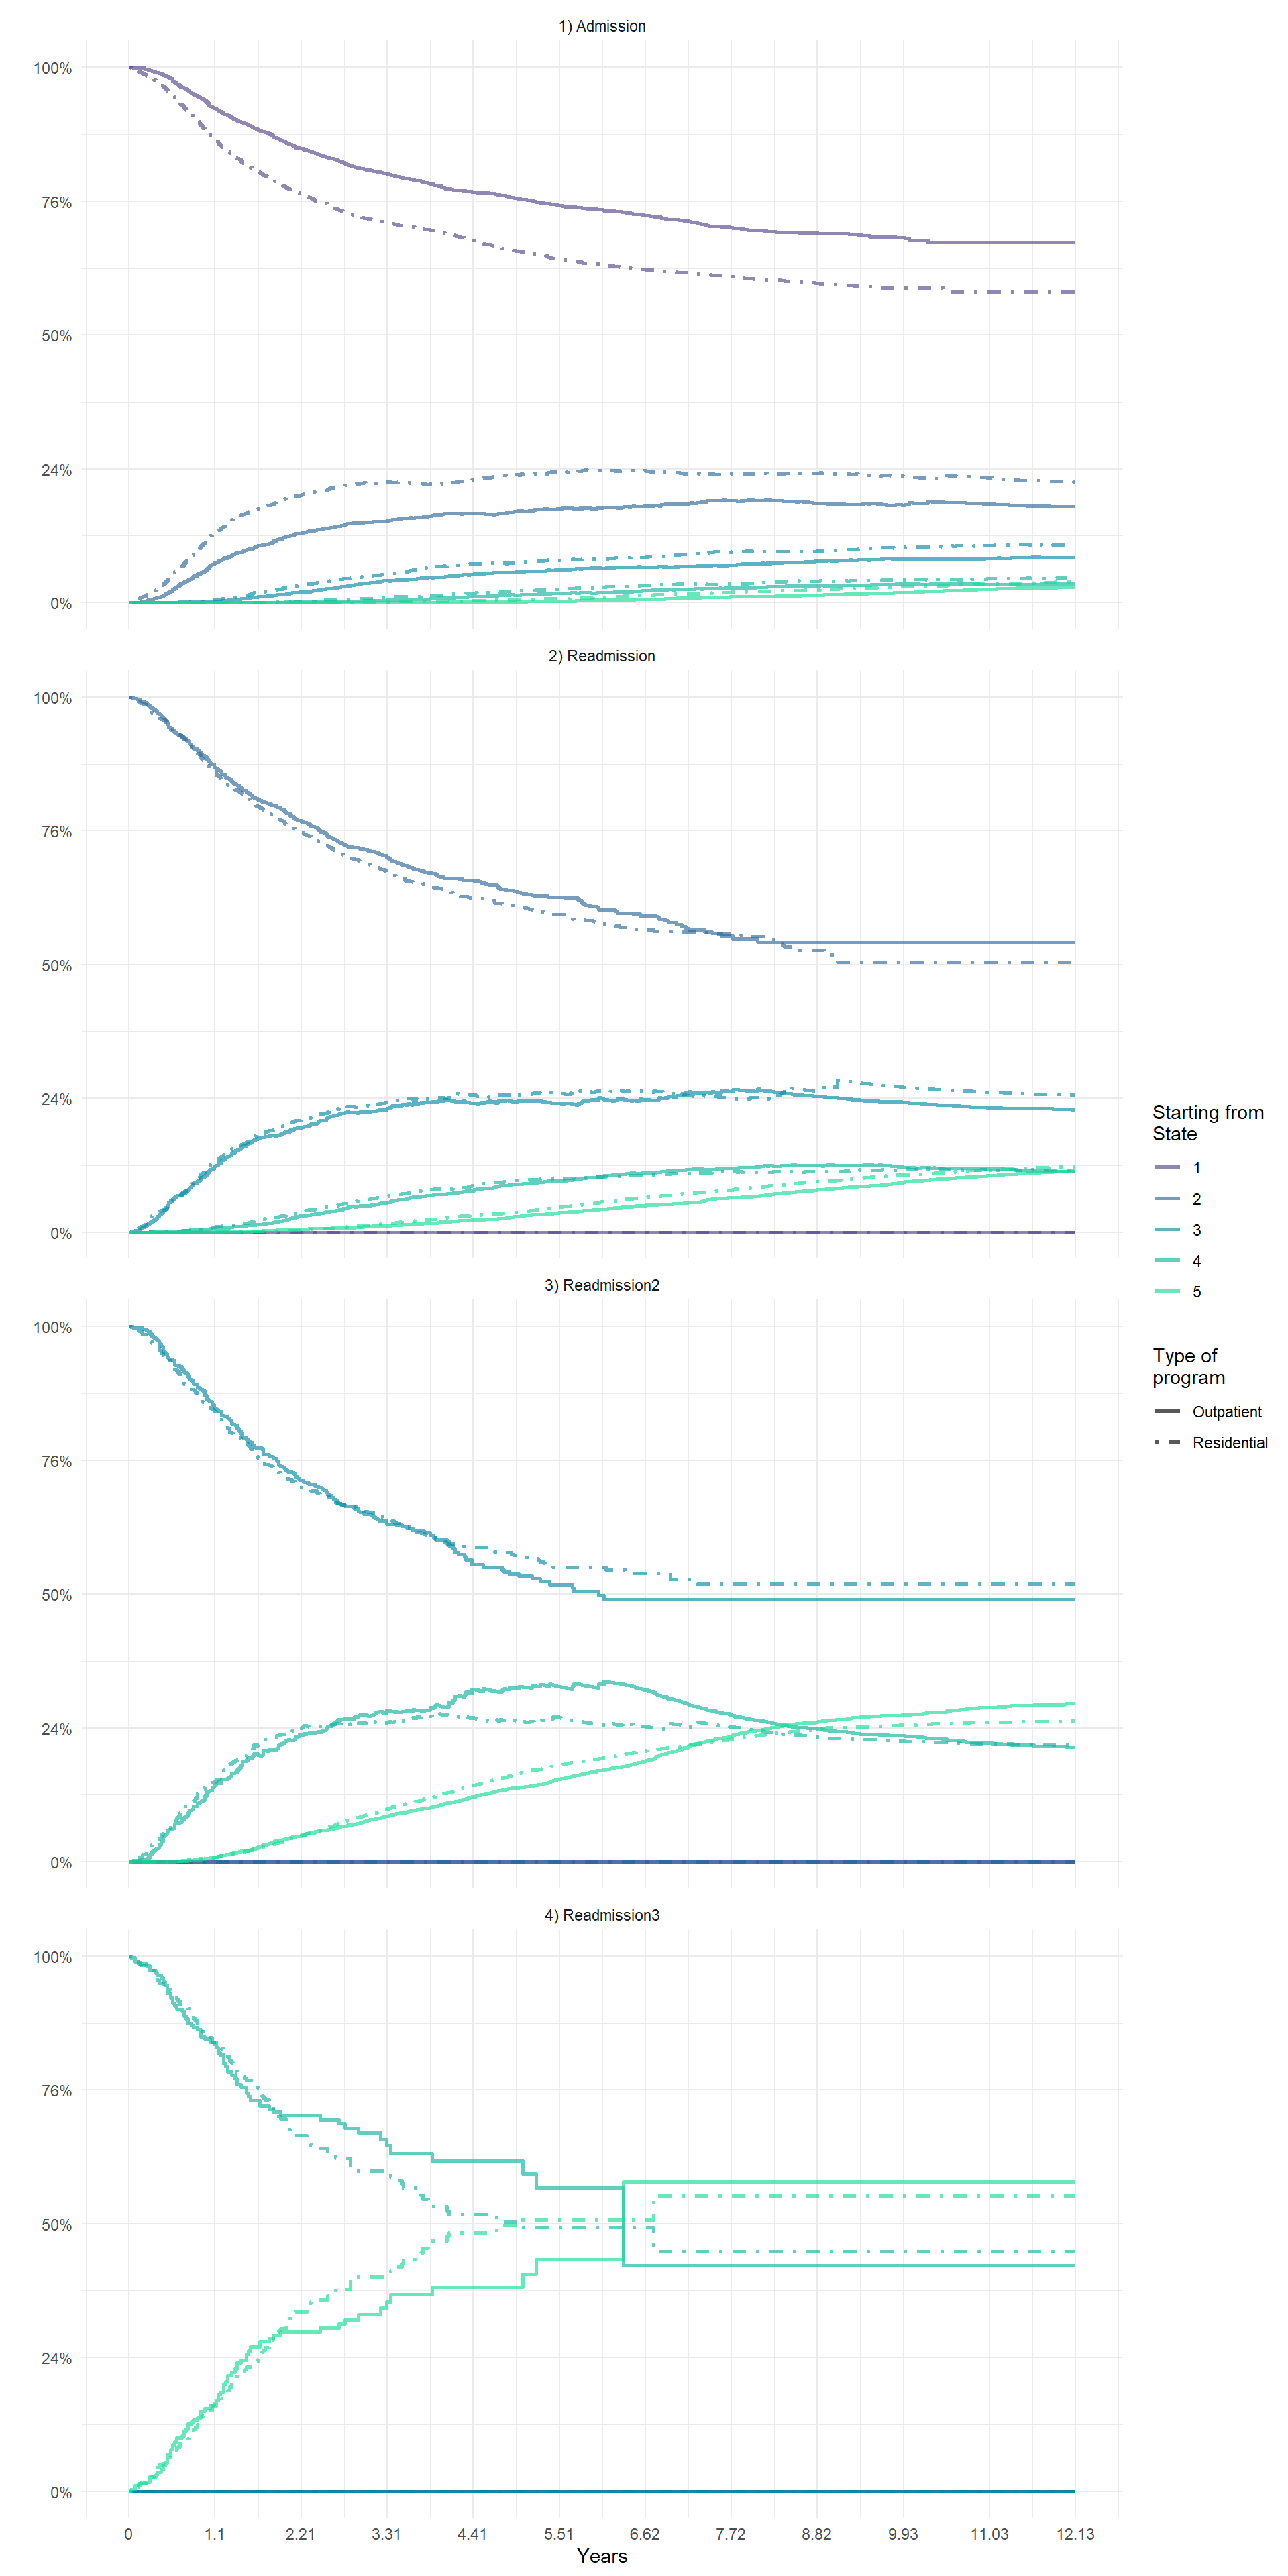 1) Admission
100%
76%
50%
24%
0%
2) Readmission
100%
76%
50%
24%
0%
3) Readmission2
100%
76%
50%
24%
0%
4) Readmission3
100%
76%
50%
24%
0%
0 1.1 2.21 3.31 4.41 5.51 6.62 7.72 8.82 9.93 11.03 12.13
Years
Starting from
State
1
2
3
4
5
Type of
program
Outpatient
Residential